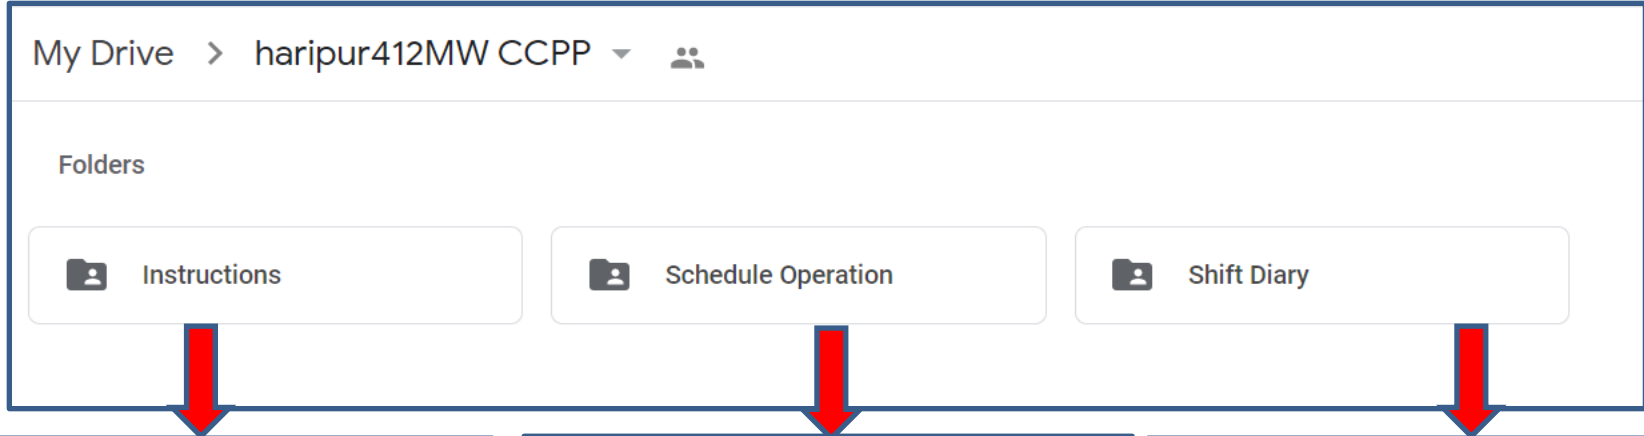 My Drive > haripur412MW CCPP
Folders
Instructions
Schedule Operation
Shift Diary